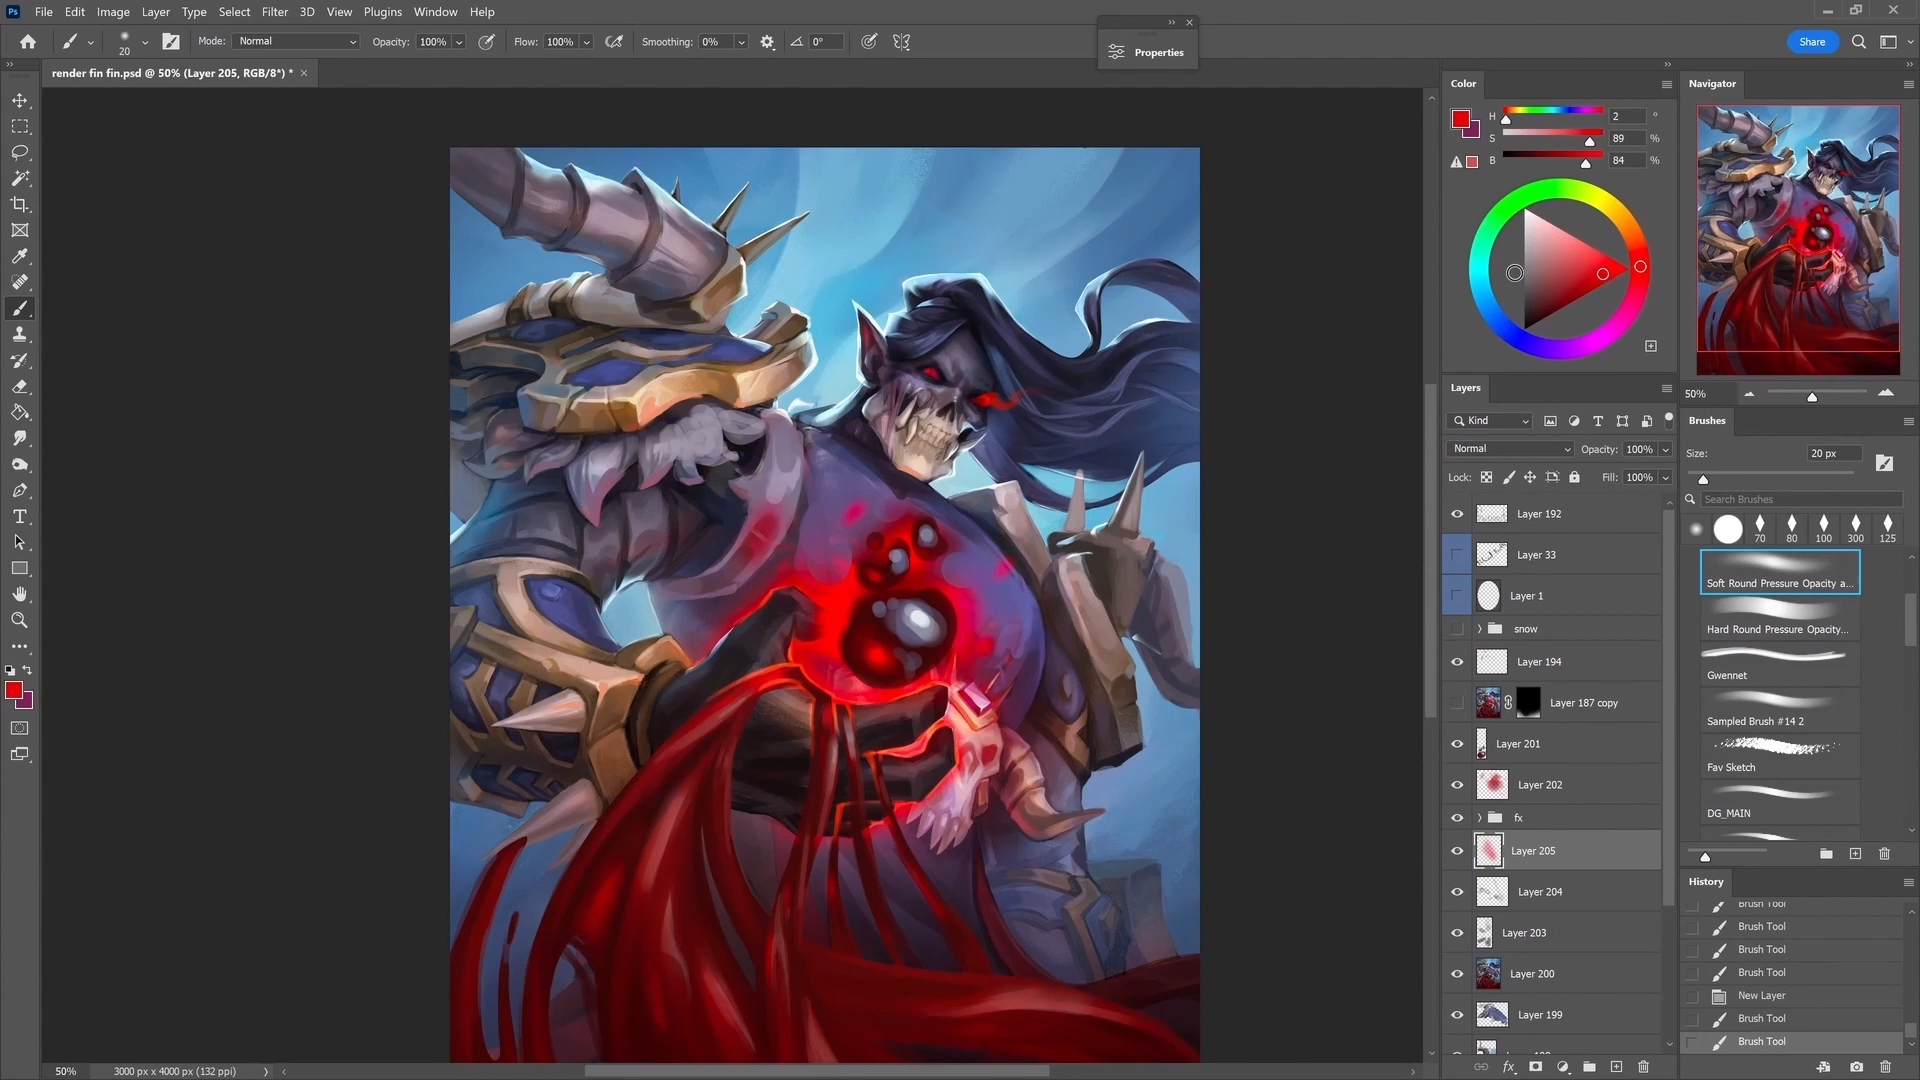 Ps File Edit Image Layer Type Select Filter 3D View Plugins Window Help
20 Mode: Normal Opacity: 100% Flow: 100% Smoothing: 0% 0°
Properties
Share
render fin fin.psd @ 50% (Layer 205, RGB/8*) *
Color
H 2 °
S 89 %
B 84 %
Navigator
50%
Layers
Kind
Normal Opacity: 100%
Lock: Fill: 100%
Layer 192
Layer 33
Layer 1
snow
Layer 194
Layer 187 copy
Layer 201
Layer 202
fx
Layer 205
Layer 204
Layer 203
Layer 200
Layer 199
fx
Brushes
Size: 20 px
Search Brushes
70 80 100 300 125
Soft Round Pressure Opacity a...
Hard Round Pressure Opacity...
Gwennet
Sampled Brush #14 2
Fav Sketch
DG_MAIN
History
Brush Tool
Brush Tool
Brush Tool
Brush Tool
New Layer
Brush Tool
Brush Tool
50% 3000 px x 4000 px (132 ppi)